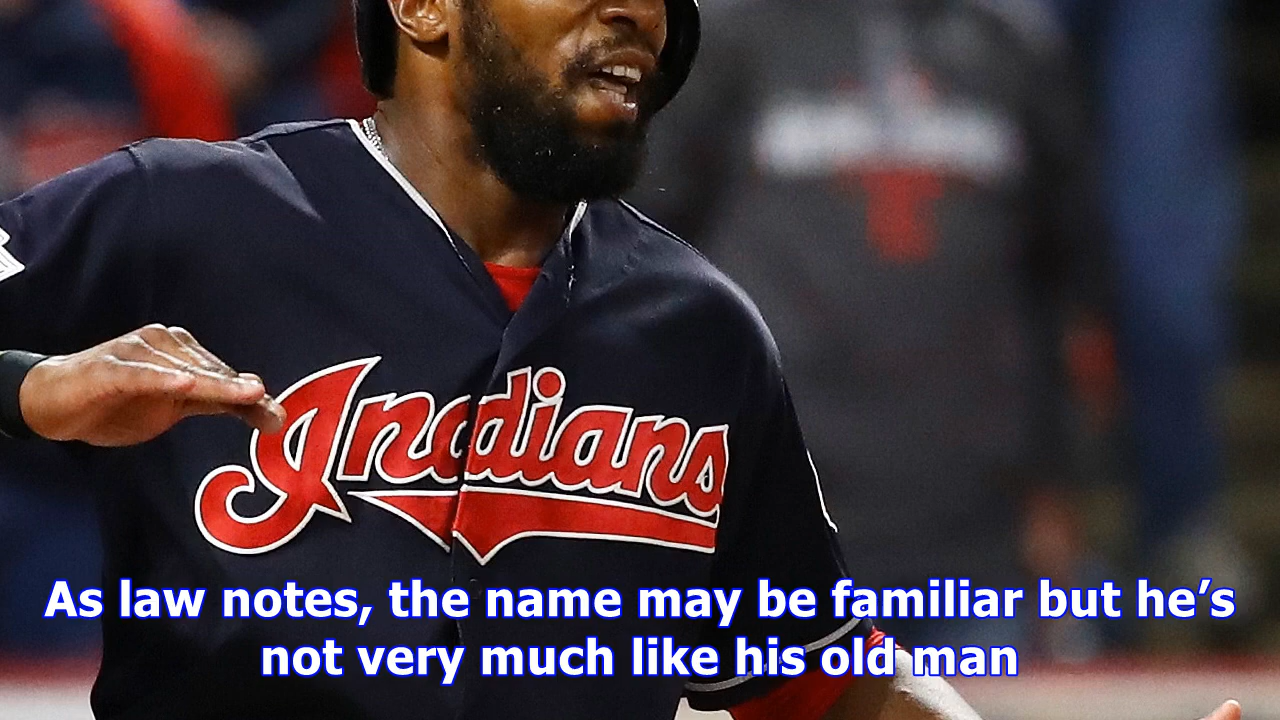 Indians
As law notes, the name may be familiar but he’s
not very much like his old man